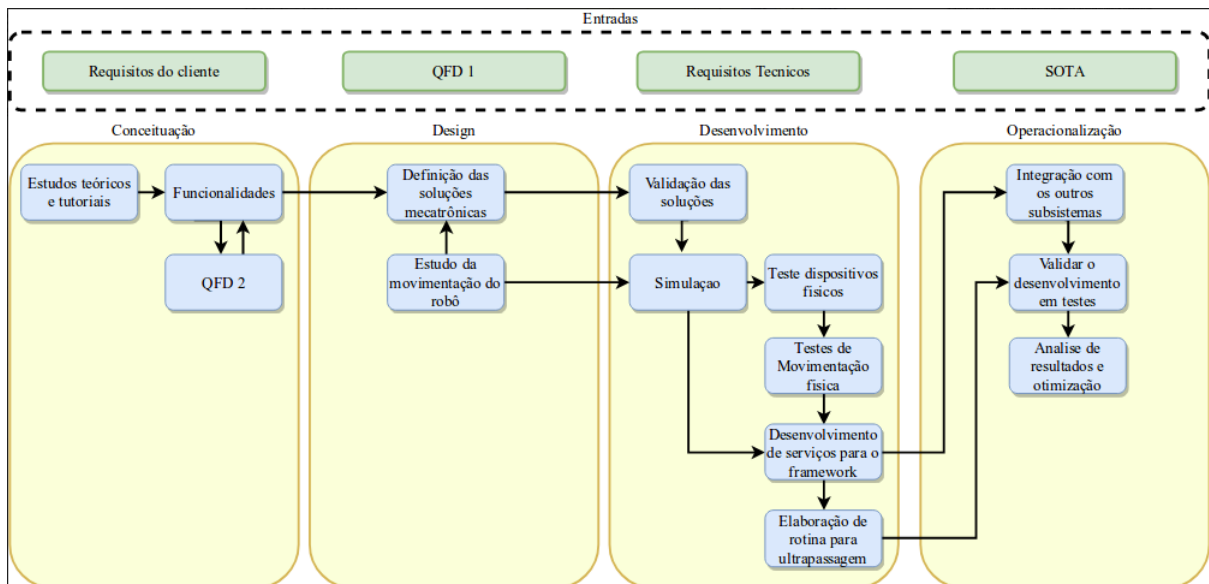 Entradas
Requisitos do cliente
QFD 1
Requisitos Tecnicos
SOTA
Conceituação
Design
Desenvolvimento
Operacionalização
Estudos teóricos
e tutoriais
Funcionalidades
QFD 2
Definição das
soluções
mecatrônicas
Estudo da
movimentação do
robô
Validação das
soluções
Simulaçao
Teste dispositivos
fisicos
Testes de
Movimentação
fisica
Desenvolvimento
de serviços para o
framework
Elaboração de
rotina para
ultrapassagem
Integração com
os outros
subsistemas
Validar o
desenvolvimento
em testes
Analise de
resultados e
otimização